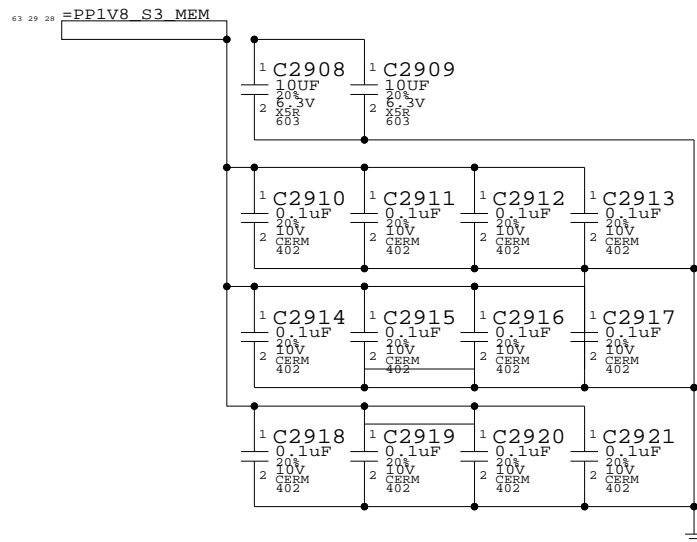 63 29 28 =PP1V8_S3_MEM
1 C2908 1 C2909
10UF 10UF
20% 20%
2 6.3V 2 6.3V
X5R X5R
603 603
1 C2910 1 C2911 1 C2912 1 C2913
0.1uF 0.1uF 0.1uF 0.1uF
20% 20% 20% 20%
2 10V 2 10V 2 10V 2 10V
CERM CERM CERM CERM
402 402 402 402
1 C2914 1 C2915 1 C2916 1 C2917
0.1uF 0.1uF 0.1uF 0.1uF
20% 20% 20% 20%
2 10V 2 10V 2 10V 2 10V
CERM CERM CERM CERM
402 402 402 402
1 C2918 1 C2919 1 C2920 1 C2921
0.1uF 0.1uF 0.1uF 0.1uF
20% 20% 20% 20%
2 10V 2 10V 2 10V 2 10V
CERM CERM CERM CERM
402 402 402 402